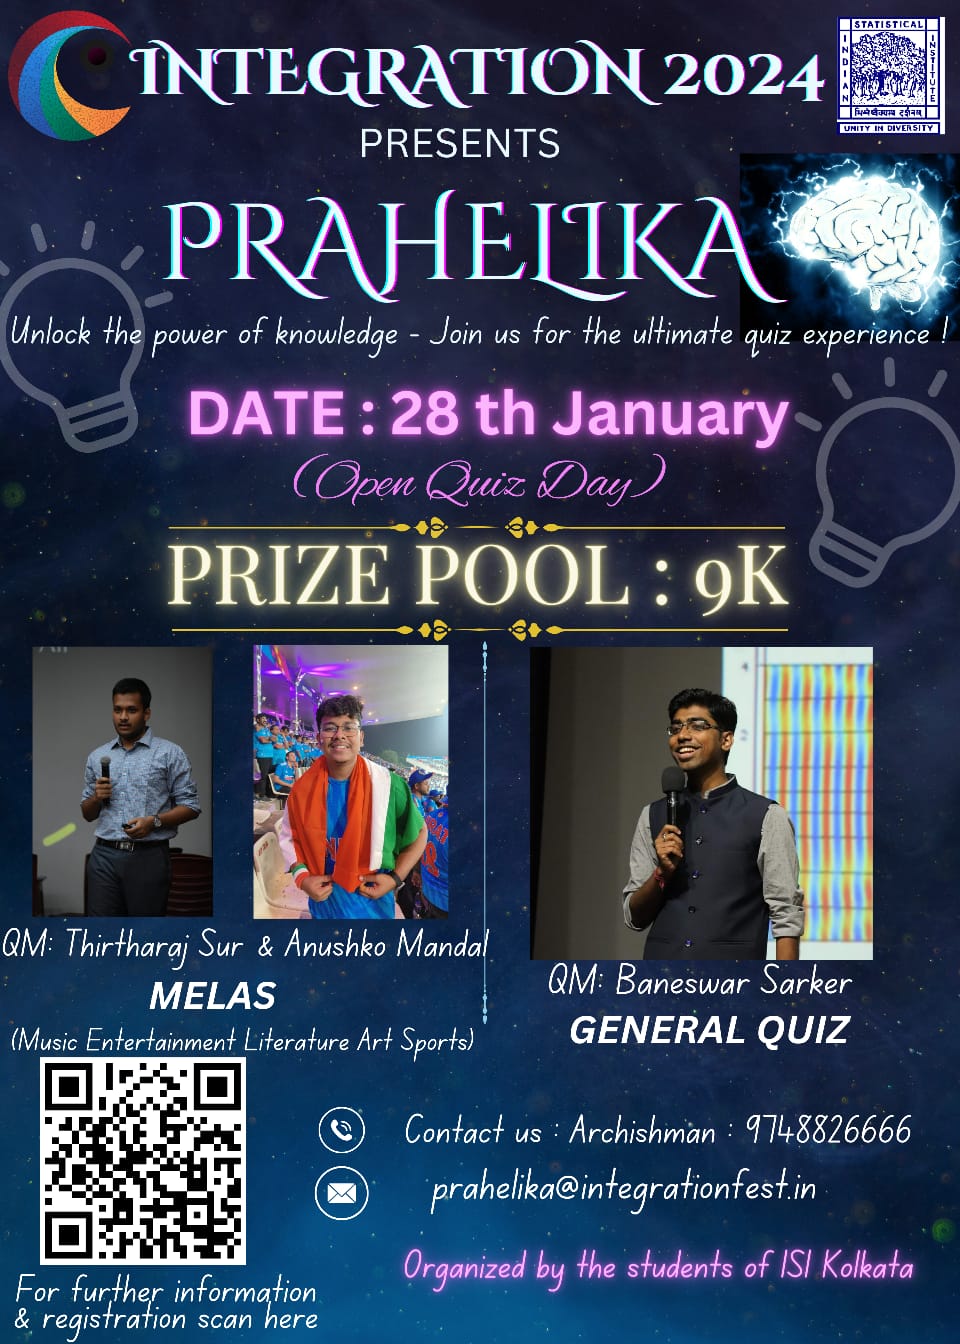 INTEGRATION 2024
STATISTICAL
INDIAN
INSTITUTE
भिन्नेष्वैक्यस्य दर्शनम्
UNITY IN DIVERSITY
PRESENTS
PRAHELIKA
Unlock the power of knowledge - Join us for the ultimate quiz experience !
DATE : 28 th January
(Open Quiz Day)
PRIZE POOL : 9K
QM: Thirtharaj Sur & Anushko Mandal
MELAS
(Music Entertainment Literature Art Sports)
QM: Baneswar Sarker
GENERAL QUIZ
Contact us : Archishman : 9748826666
prahelika@integrationfest.in
Organized by the students of ISI Kolkata
For further information
& registration scan here